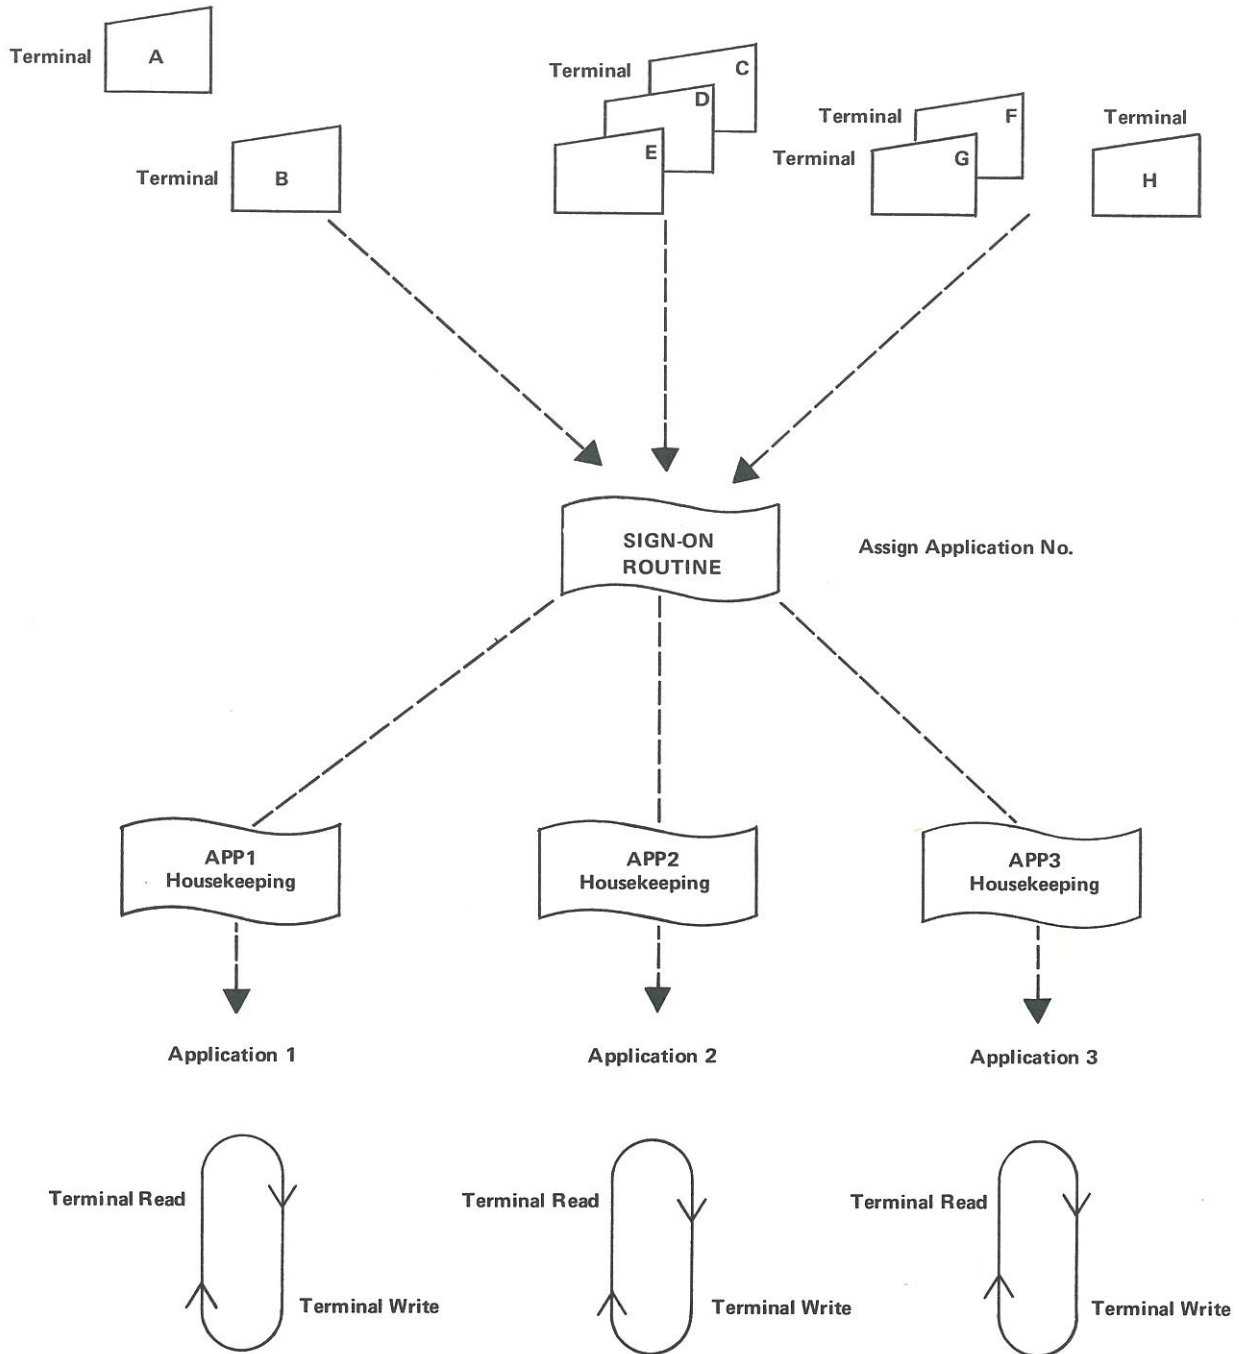 Terminal A
Terminal B
Terminal C
D
E
Terminal F
Terminal G
Terminal
H
SIGN-ON
ROUTINE
Assign Application No.
APP1
Housekeeping
APP2
Housekeeping
APP3
Housekeeping
Application 1
Application 2
Application 3
Terminal Read
Terminal Write
Terminal Read
Terminal Write
Terminal Read
Terminal Write